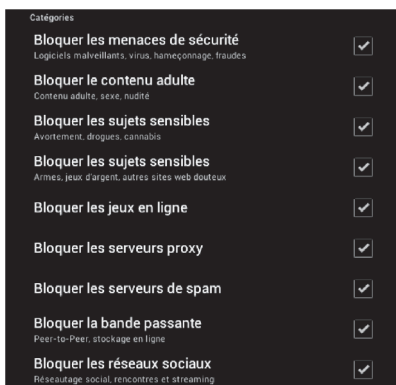 Catégories
Bloquer les menaces de sécurité
Logiciels malveillants, virus, hameçonnage, fraudes
Bloquer le contenu adulte
Contenu adulte, sexe, nudité
Bloquer les sujets sensibles
Avortement, drogues, cannabis
Bloquer les sujets sensibles
Armes, jeux d'argent, autres sites web douteux
Bloquer les jeux en ligne
Bloquer les serveurs proxy
Bloquer les serveurs de spam
Bloquer la bande passante
Peer-to-Peer, stockage en ligne
Bloquer les réseaux sociaux
Réseautage social, rencontres et streaming